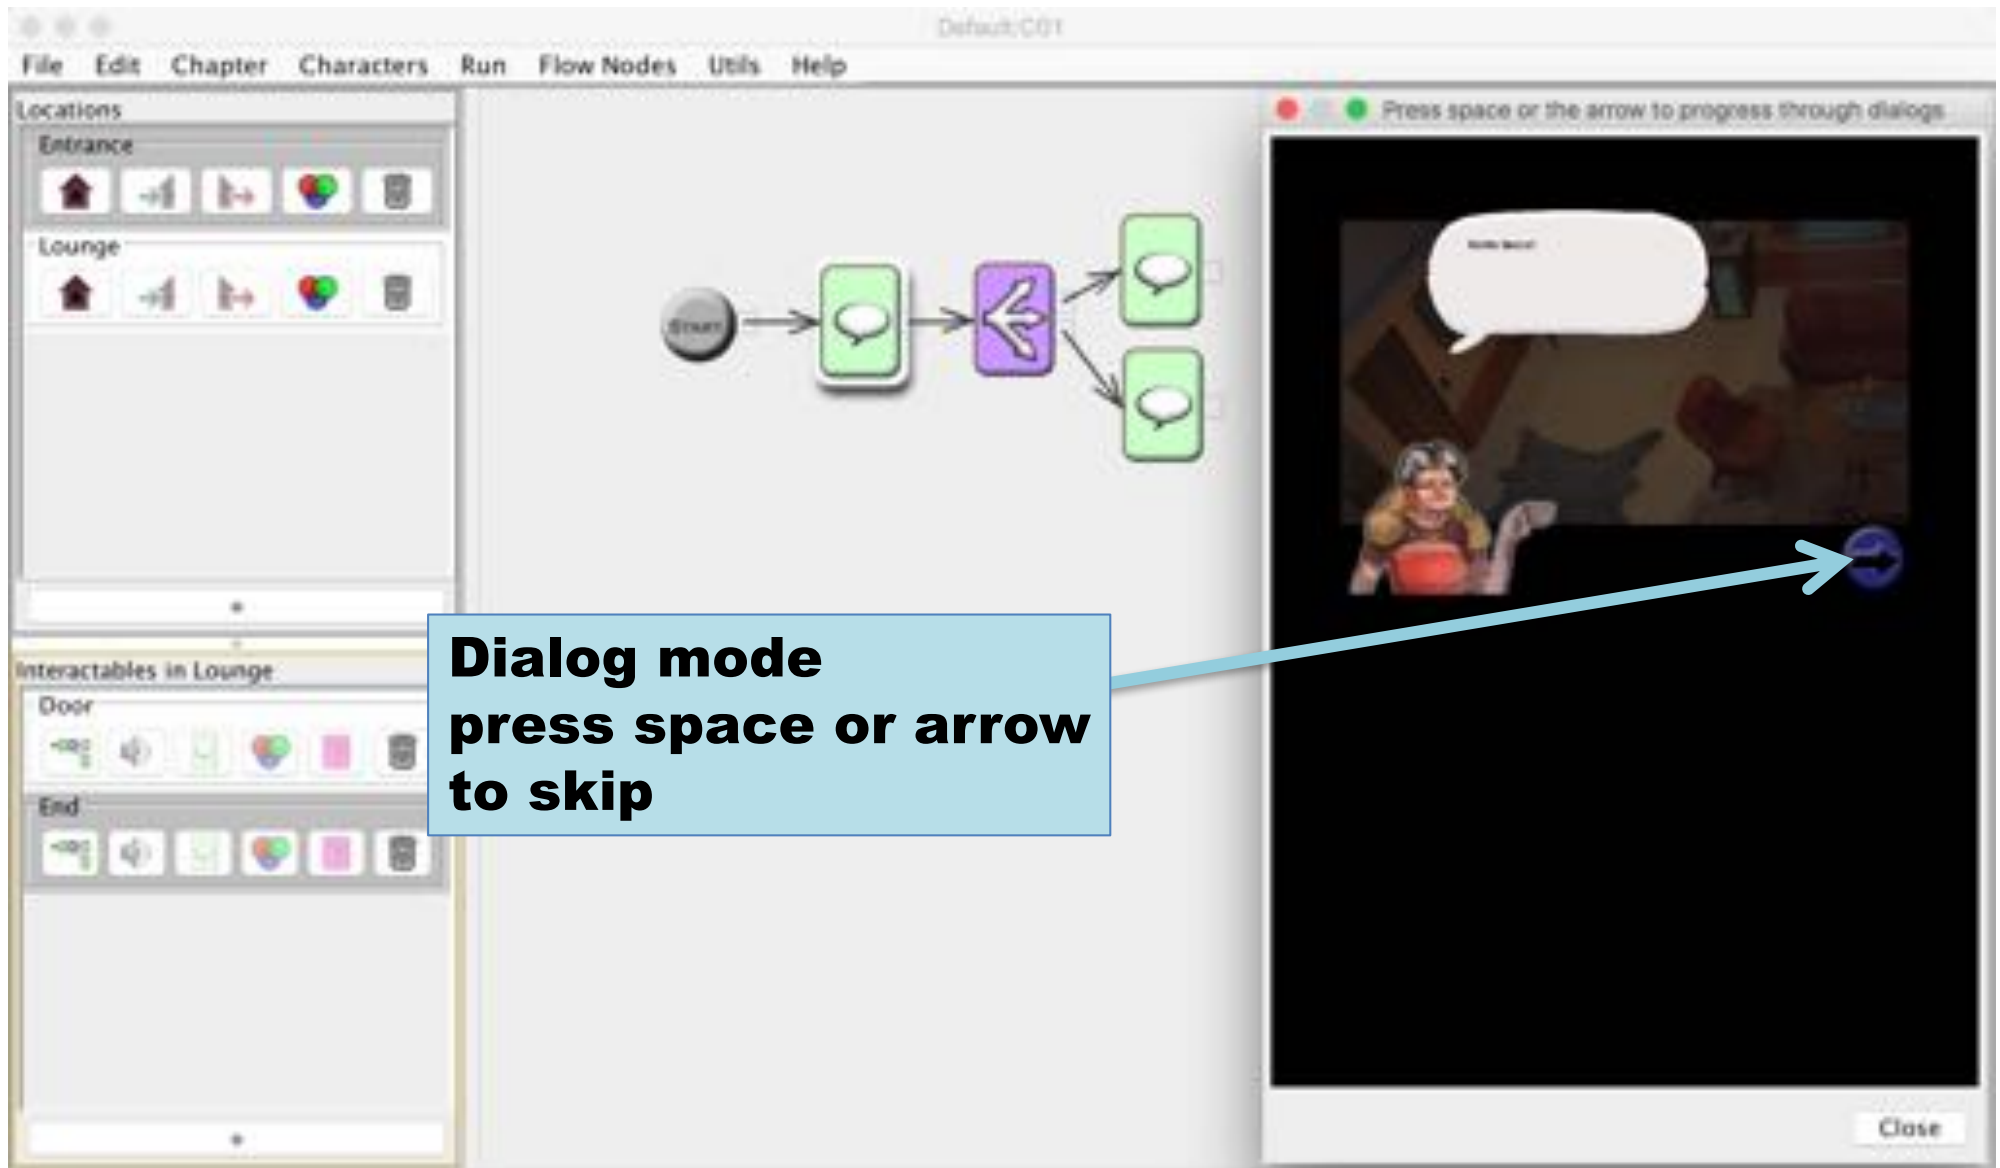 Default:C01
File Edit Chapter Characters Run Flow Nodes Utils Help
Locations
Entrance
Lounge
START
Press space or the arrow to progress through dialogs
Interactables in Lounge
Door
End
Dialog mode
press space or arrow
to skip
Close